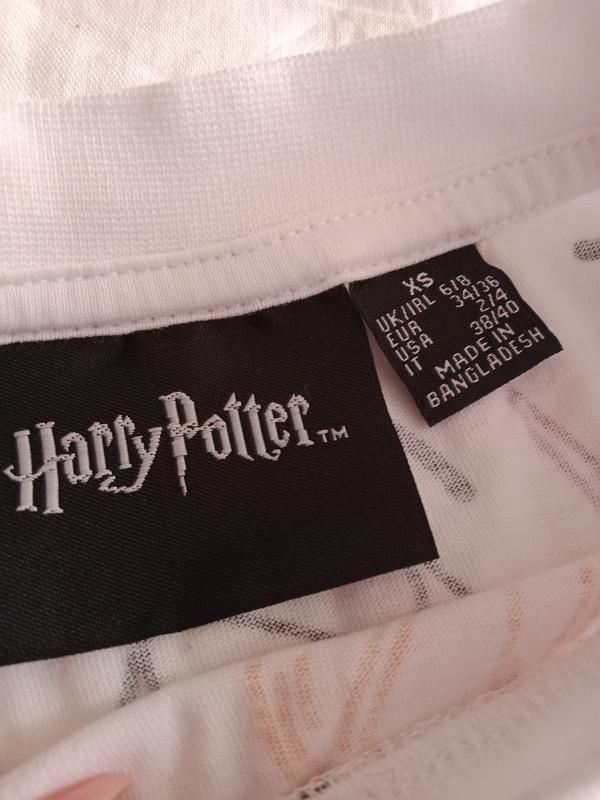 Harry Potter™
XS
UK/IRL 6/8
EUR 34/36
USA 2/4
IT 38/40
MADE IN
BANGLADESH